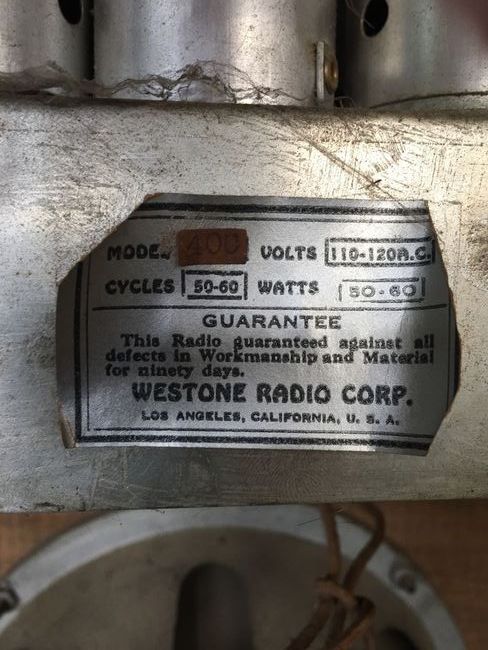 MODEL 400 VOLTS 110-120A.C.
CYCLES 50-60 WATTS 50-60
GUARANTEE
This Radio guaranteed against all
defects in Workmanship and Material
for ninety days.
WESTONE RADIO CORP.
LOS ANGELES, CALIFORNIA, U. S. A.